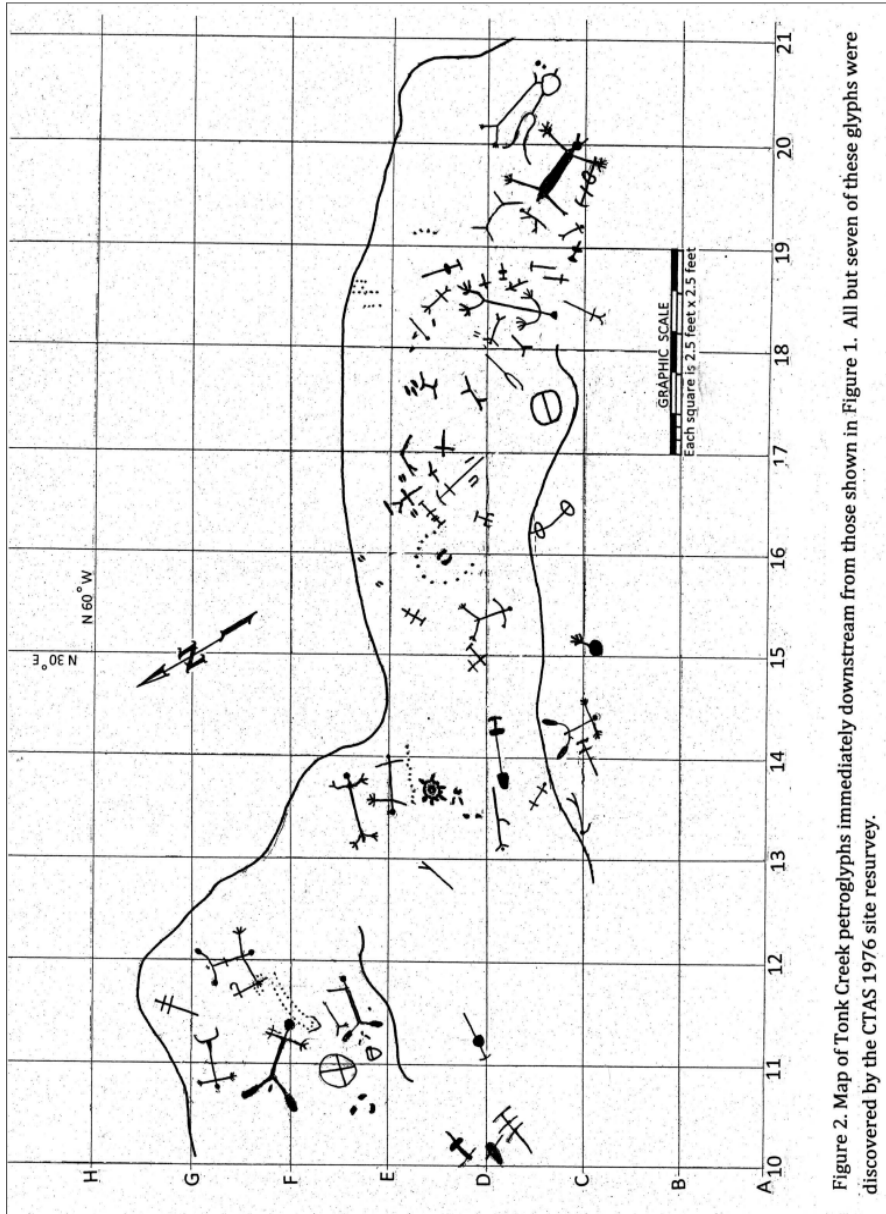 H
G
F
E
D
C
B
A
10
11
12
13
14
15
16
17
18
19
20
21
N 30° E
N 60° W
N
GRAPHIC SCALE
Each square is 2.5 feet x 2.5 feet
Figure 2. Map of Tonk Creek petroglyphs immediately downstream from those shown in Figure 1. All but seven of these glyphs were
discovered by the CTAS 1976 site resurvey.